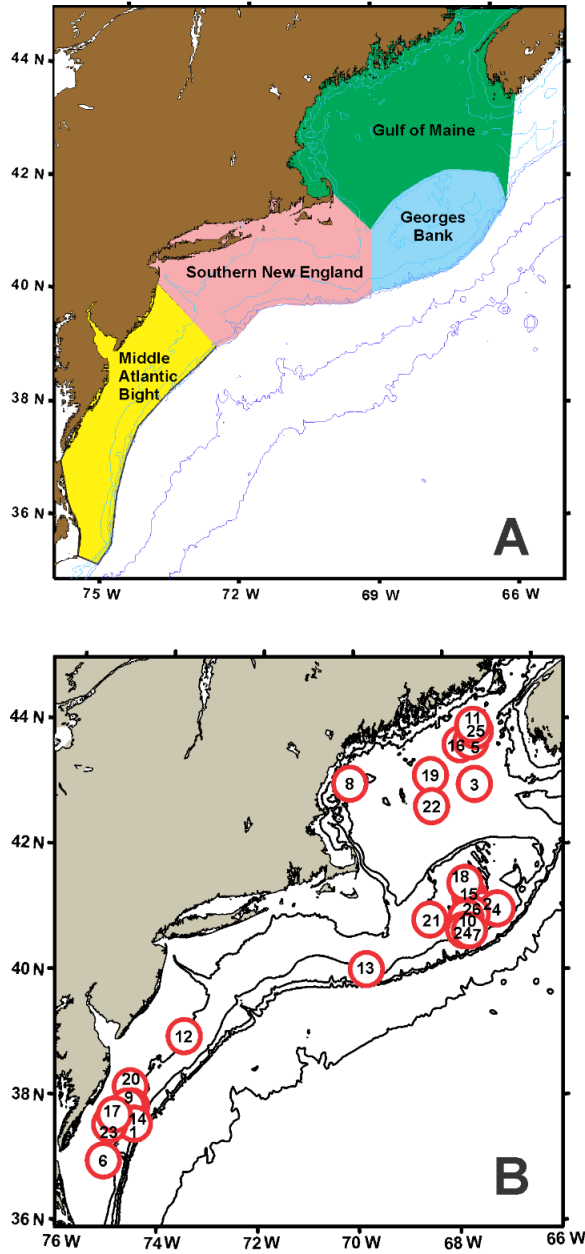 44 N
Gulf of Maine
42 N
Georges
Bank
Southern New England
40 N
Middle
Atlantic
Bight
38 N
36 N
A
75 W
72 W
69 W
66 W
44 N
11
25
16
5
19
3
8
22
42 N
18
15
2
26
4
21
10
24
7
40 N
13
12
38 N
20
9
17
14
23
1
6
36 N
B
76 W
74 W
72 W
70 W
68 W
66 W